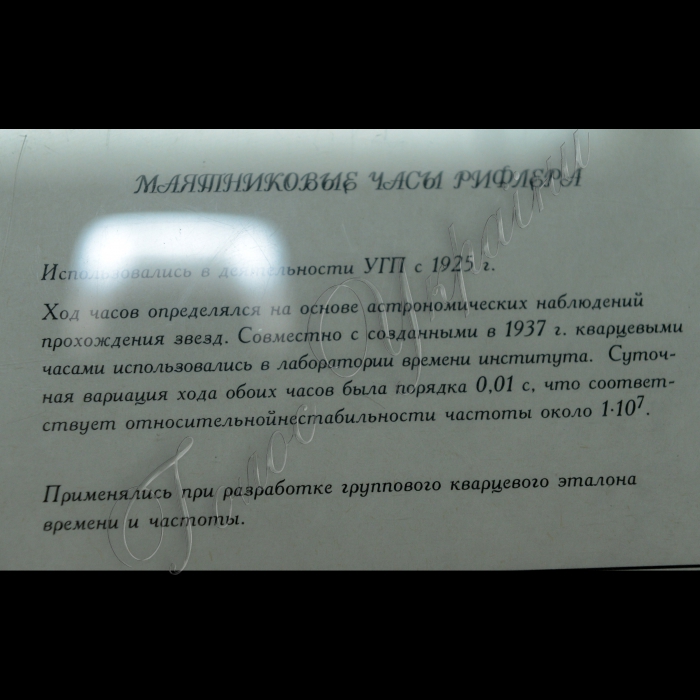 МАЯТНИКОВЫЕ ЧАСЫ РИФЛЕРА
Использовались в деятельности УГП с 1925 г.
Ход часов определялся на основе астрономических наблюдений
прохождения звезд. Совместно с созданными в 1937 г. кварцевыми
часами использовались в лаборатории времени института. Суточ-
ная вариация хода обоих часов была порядка 0,01 с, что соответ-
ствует относительнойнестабильности частоты около 1·10⁷.
Применялись при разработке группового кварцевого эталона
времени и частоты.
Голос України